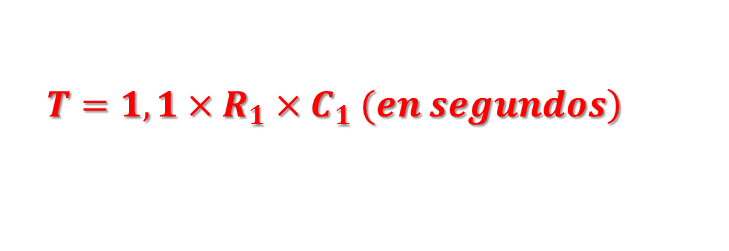 T = 1,1 × R₁ × C₁ (en segundos)